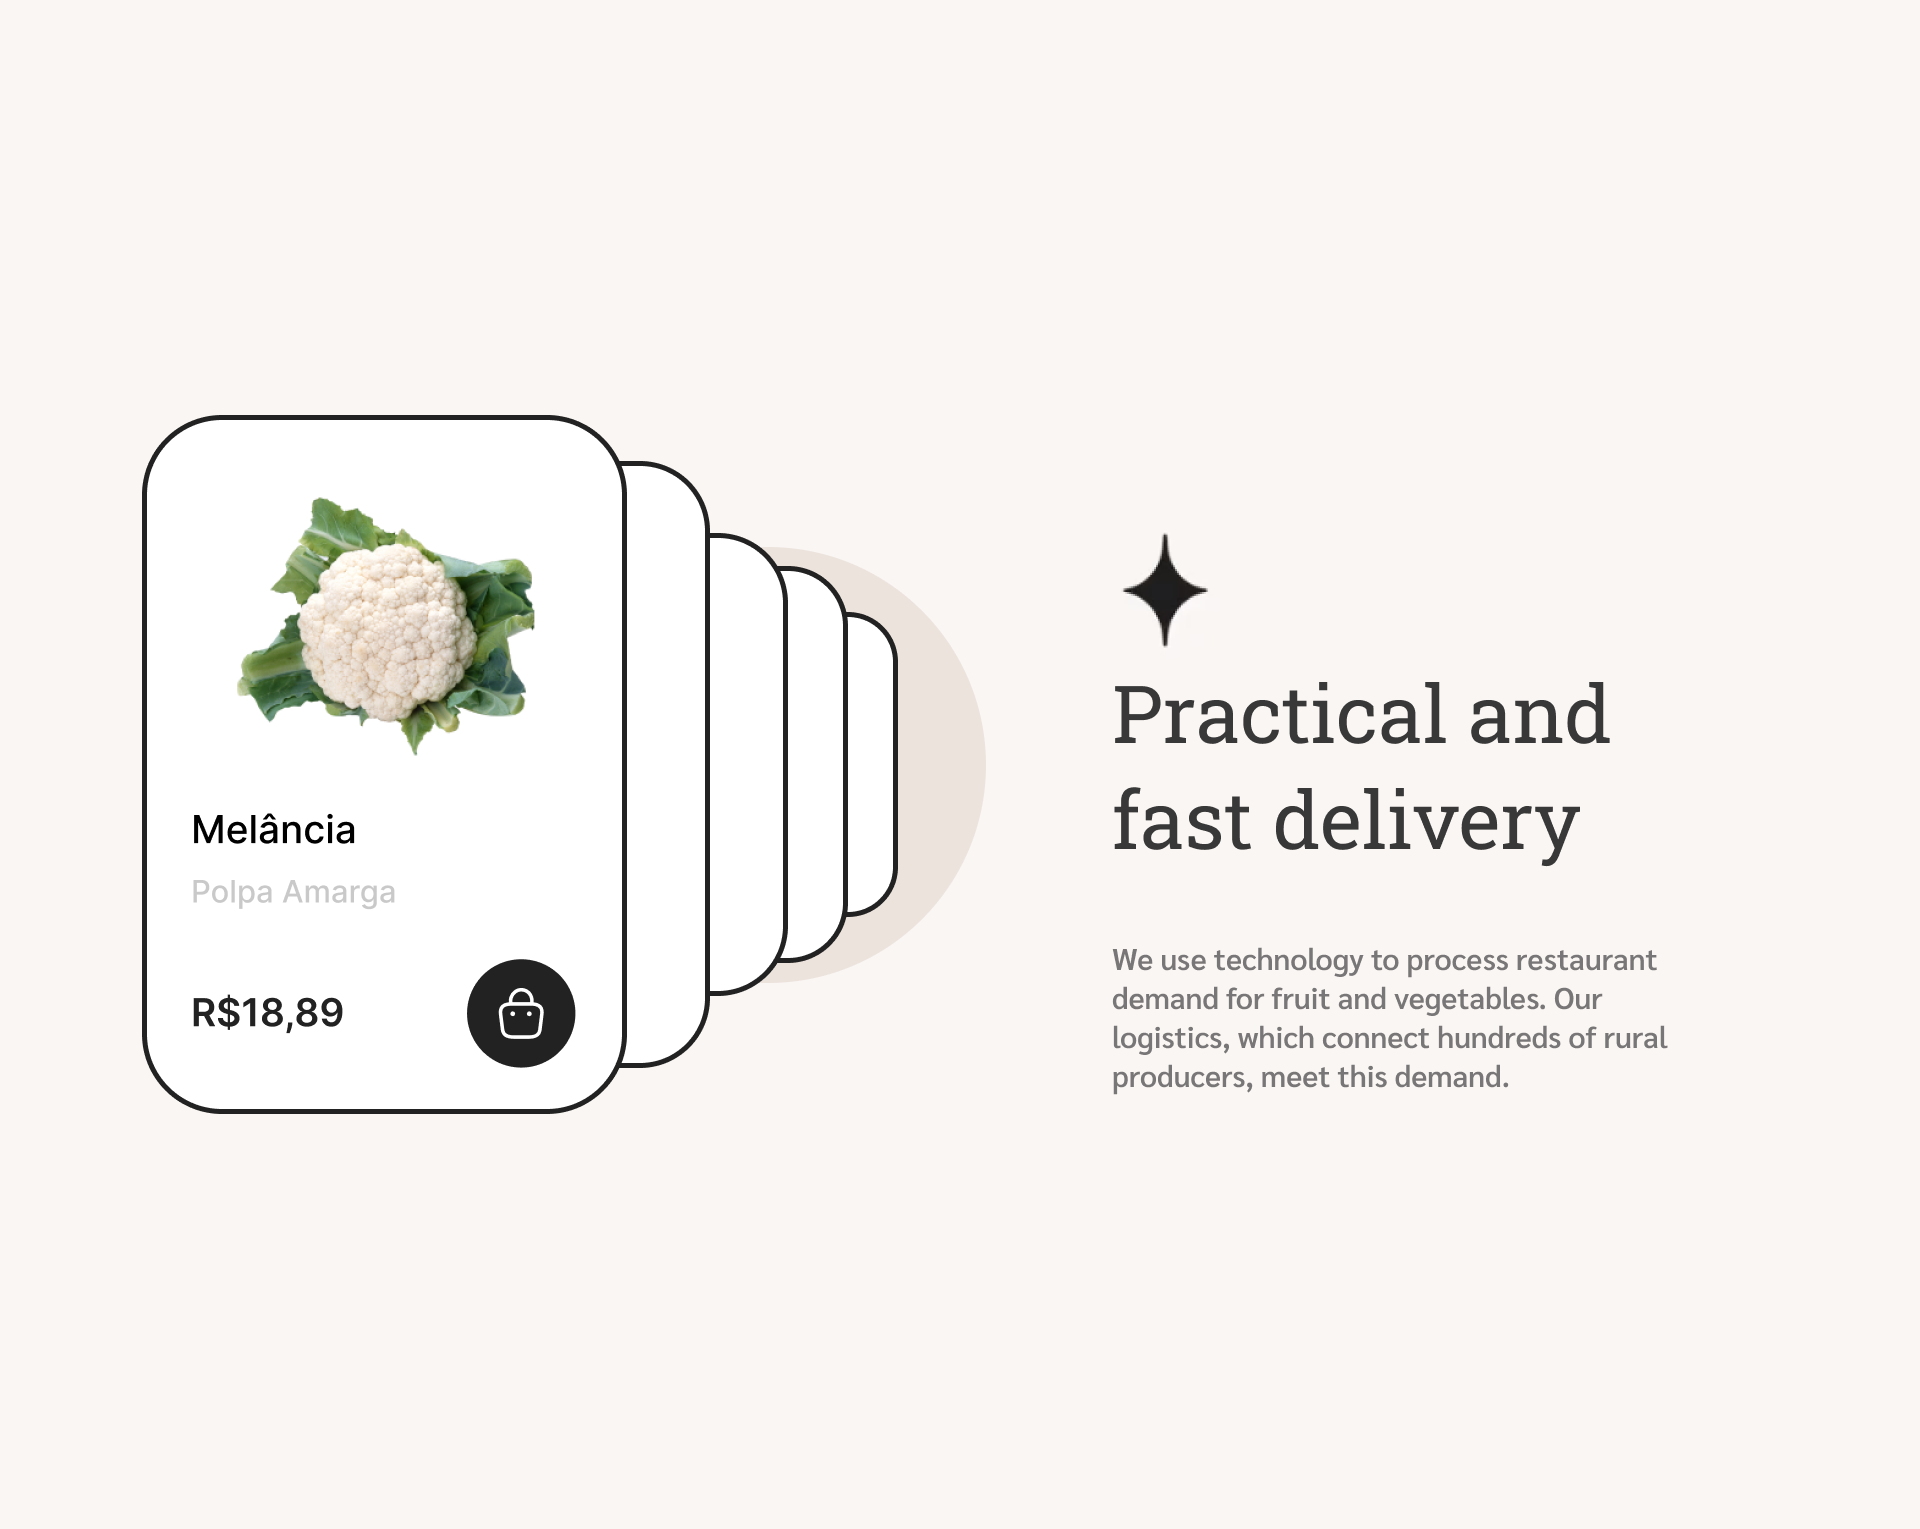 Melância
Polpa Amarga
R$18,89
Practical and
fast delivery
We use technology to process restaurant
demand for fruit and vegetables. Our
logistics, which connect hundreds of rural
producers, meet this demand.